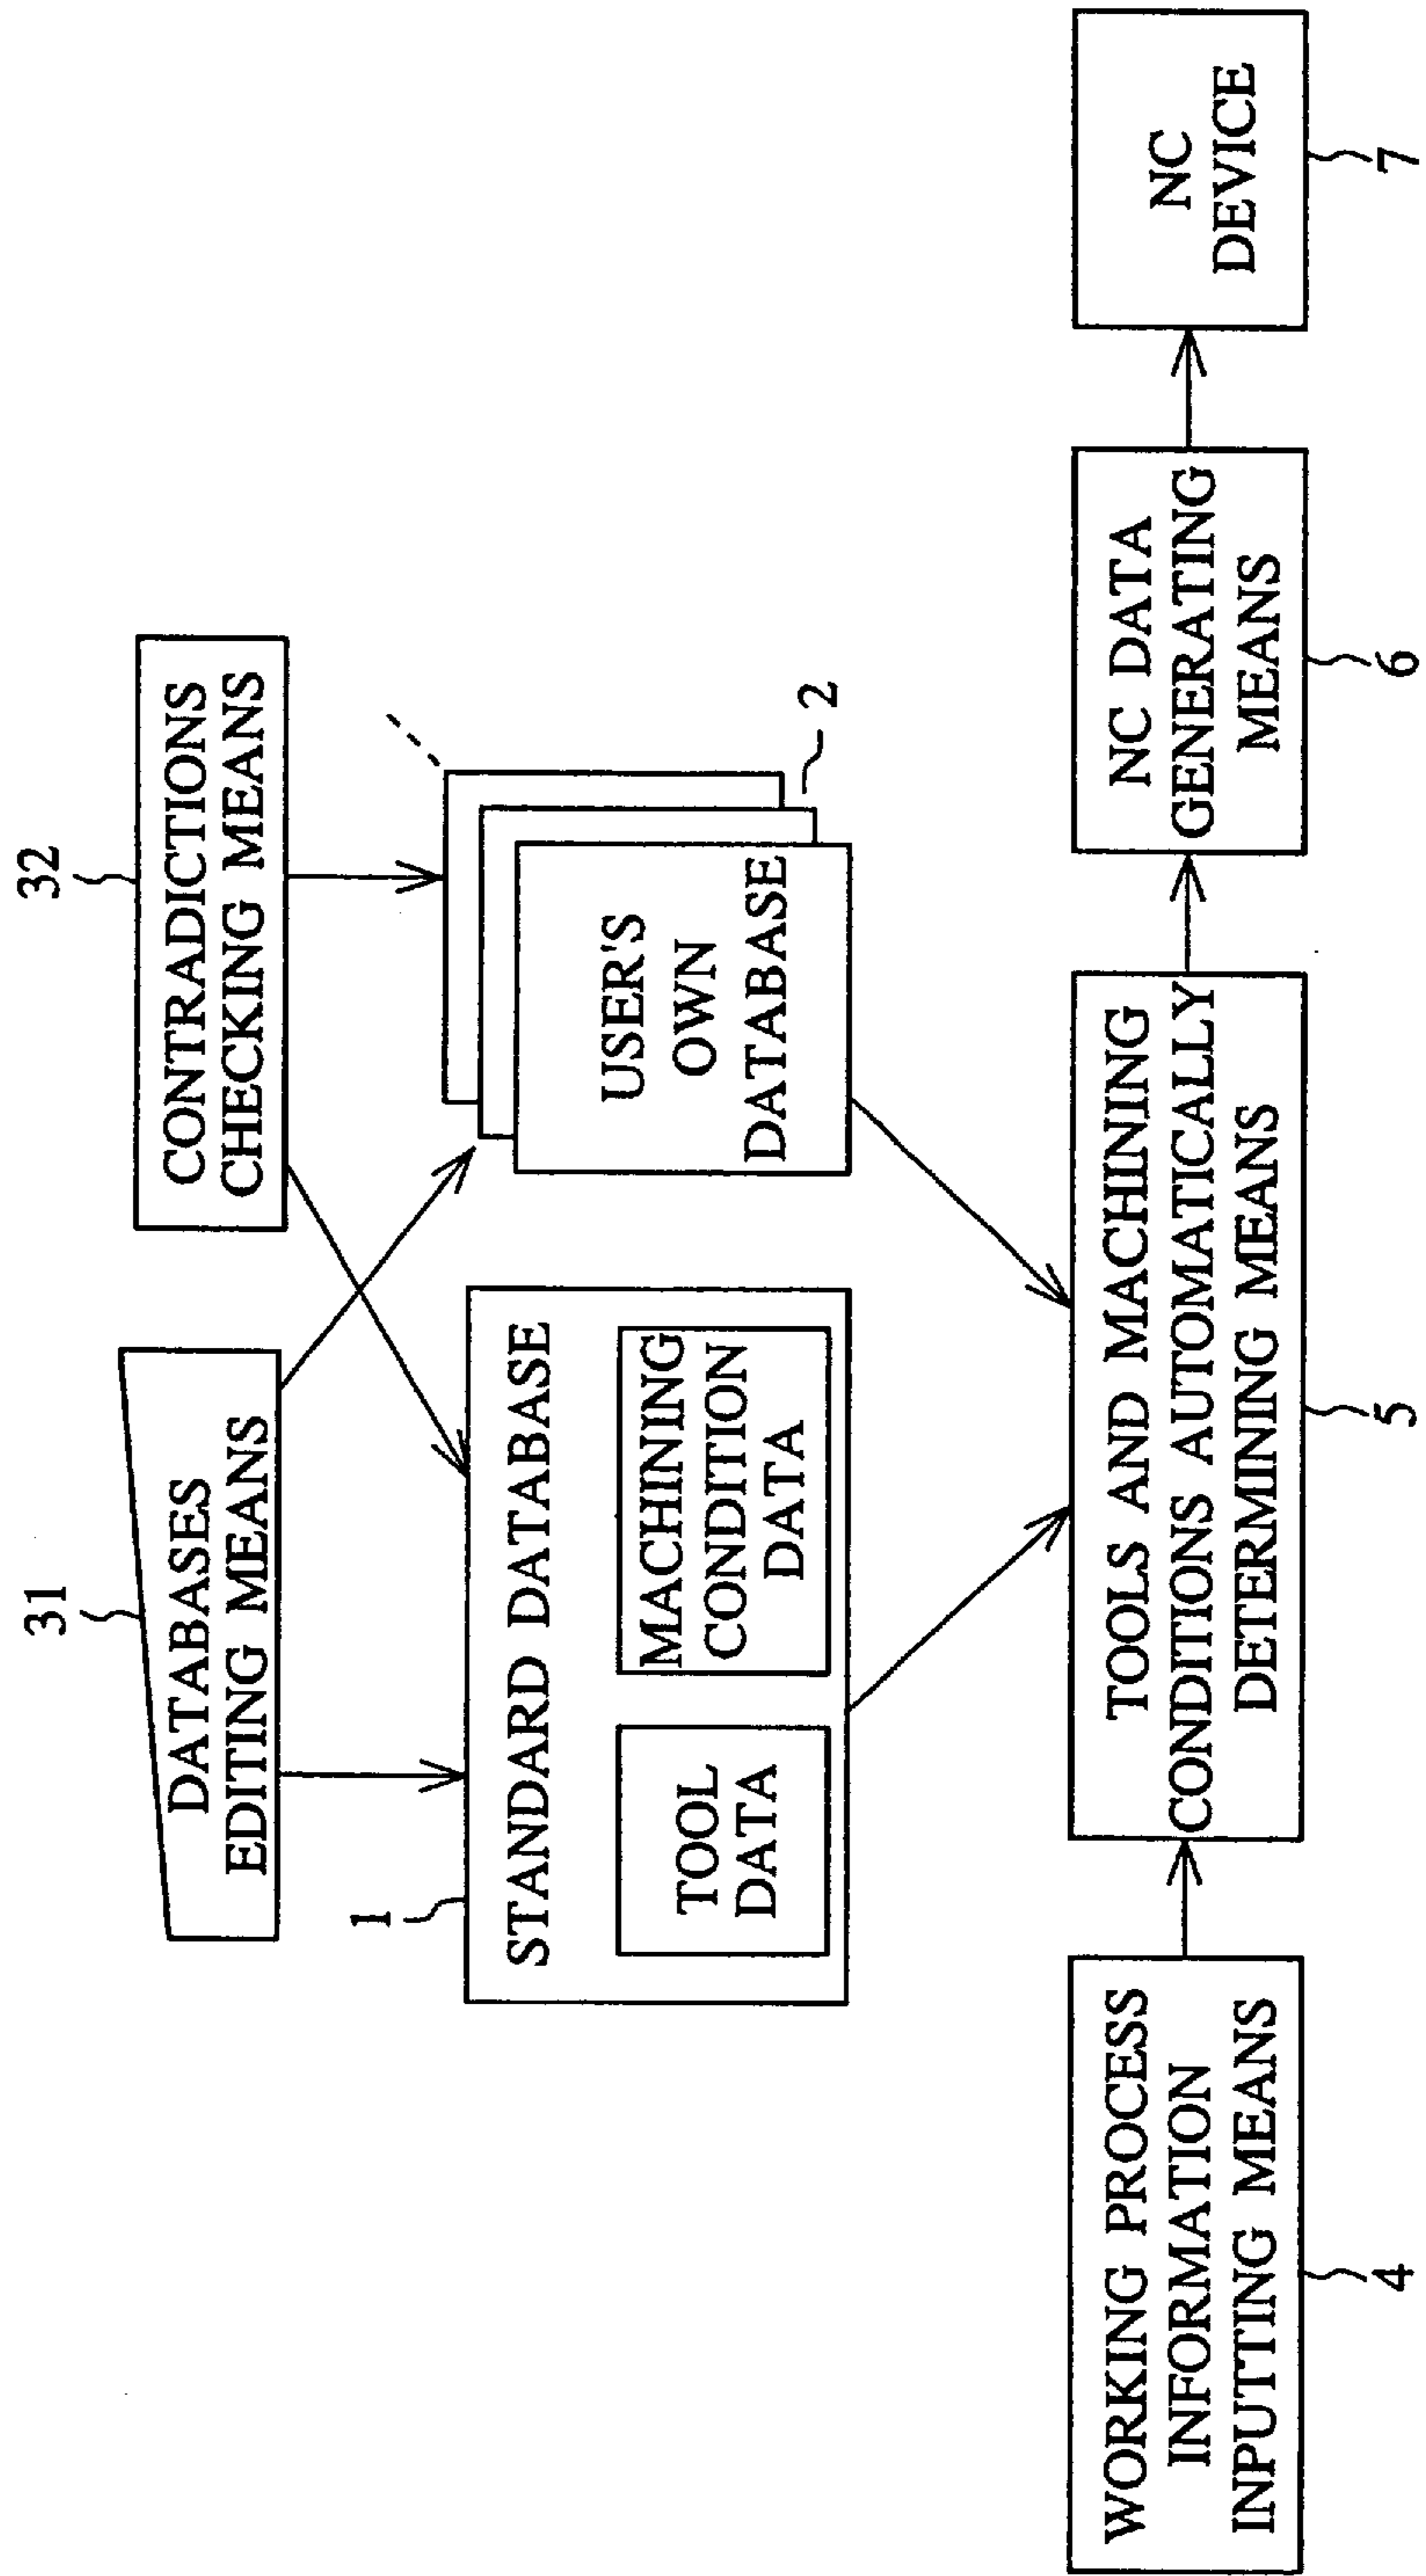 31
DATABASES
EDITING MEANS
32
CONTRADICTIONS
CHECKING MEANS
1
STANDARD DATABASE
TOOL
DATA
MACHINING
CONDITION
DATA
USER'S
OWN
DATABASE
2
WORKING PROCESS
INFORMATION
INPUTTING MEANS
4
TOOLS AND MACHINING
CONDITIONS AUTOMATICALLY
DETERMINING MEANS
5
NC DATA
GENERATING
MEANS
6
NC
DEVICE
7